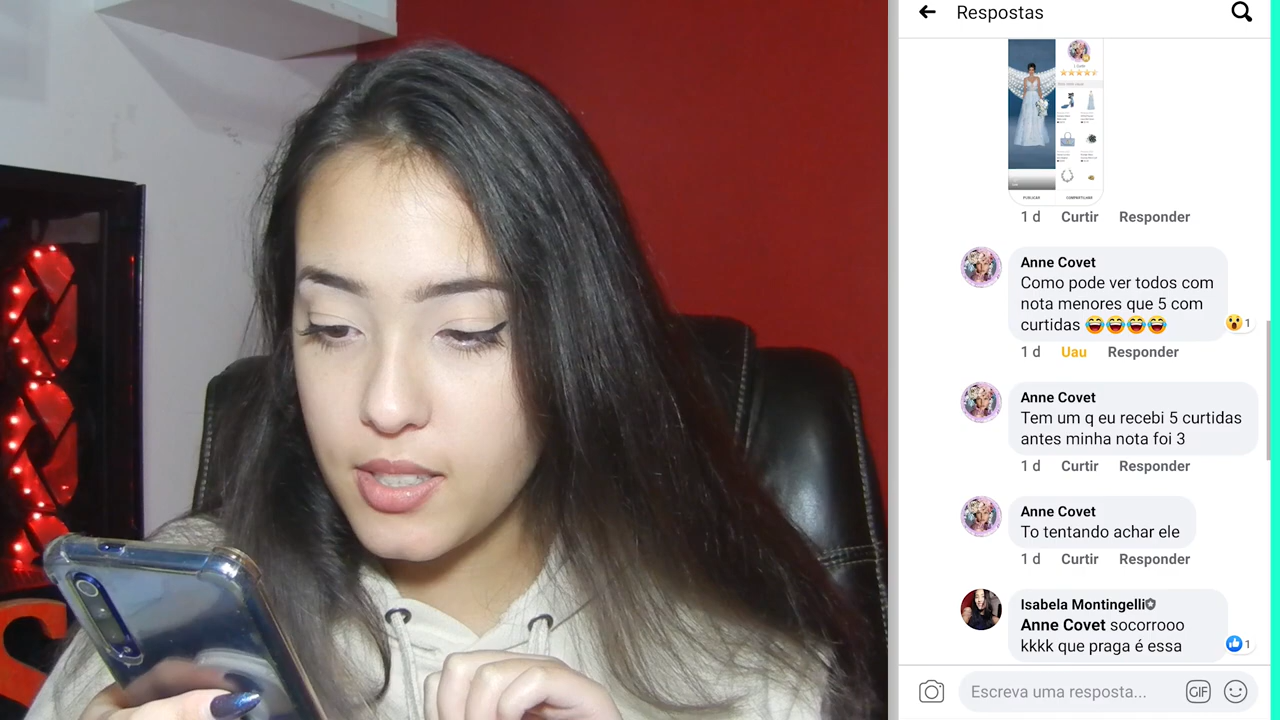 Respostas
PUBLICAR
COMPARTILHAR
1 d Curtir Responder
Anne Covet
Como pode ver todos com
nota menores que 5 com
curtidas 😂😂😂😂
1
1 d Uau Responder
Anne Covet
Tem um q eu recebi 5 curtidas
antes minha nota foi 3
1 d Curtir Responder
Anne Covet
To tentando achar ele
1 d Curtir Responder
Isabela Montingelli
Anne Covet socorrooo
kkkk que praga é essa
1
Escreva uma resposta...
GIF